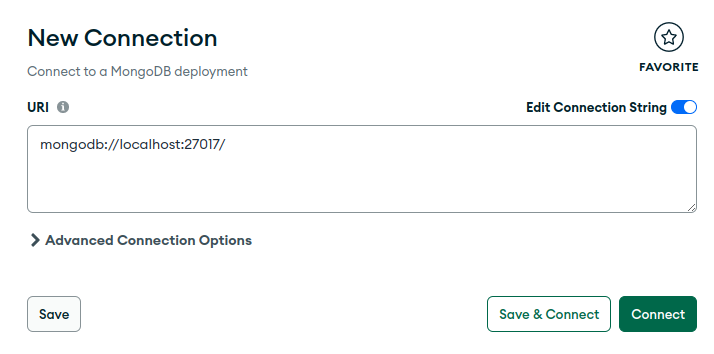 New Connection
FAVORITE
Connect to a MongoDB deployment
URI
Edit Connection String
mongodb://localhost:27017/
Advanced Connection Options
Save
Save & Connect
Connect